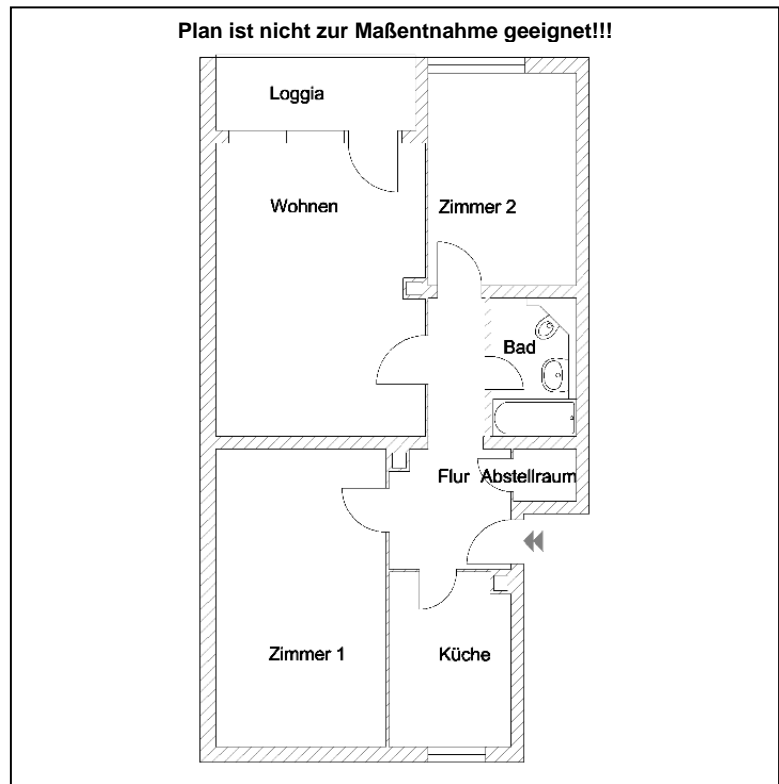 Plan ist nicht zur Maßentnahme geeignet!!!
Loggia
Wohnen
Zimmer 2
Bad
Flur
Abstellraum
Zimmer 1
Küche